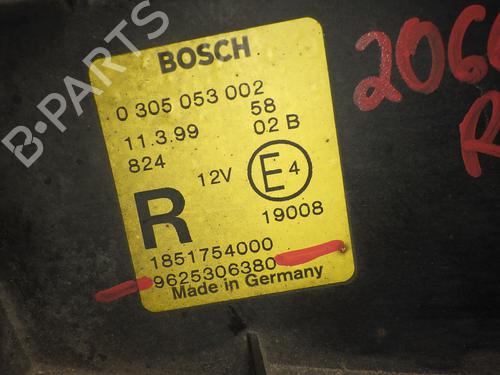 BOSCH
0 305 053 002
58
11.3.99
02 B
824
12V
E4
R
19008
1851754000
9625306380
Made in Germany
B-PARTS
R